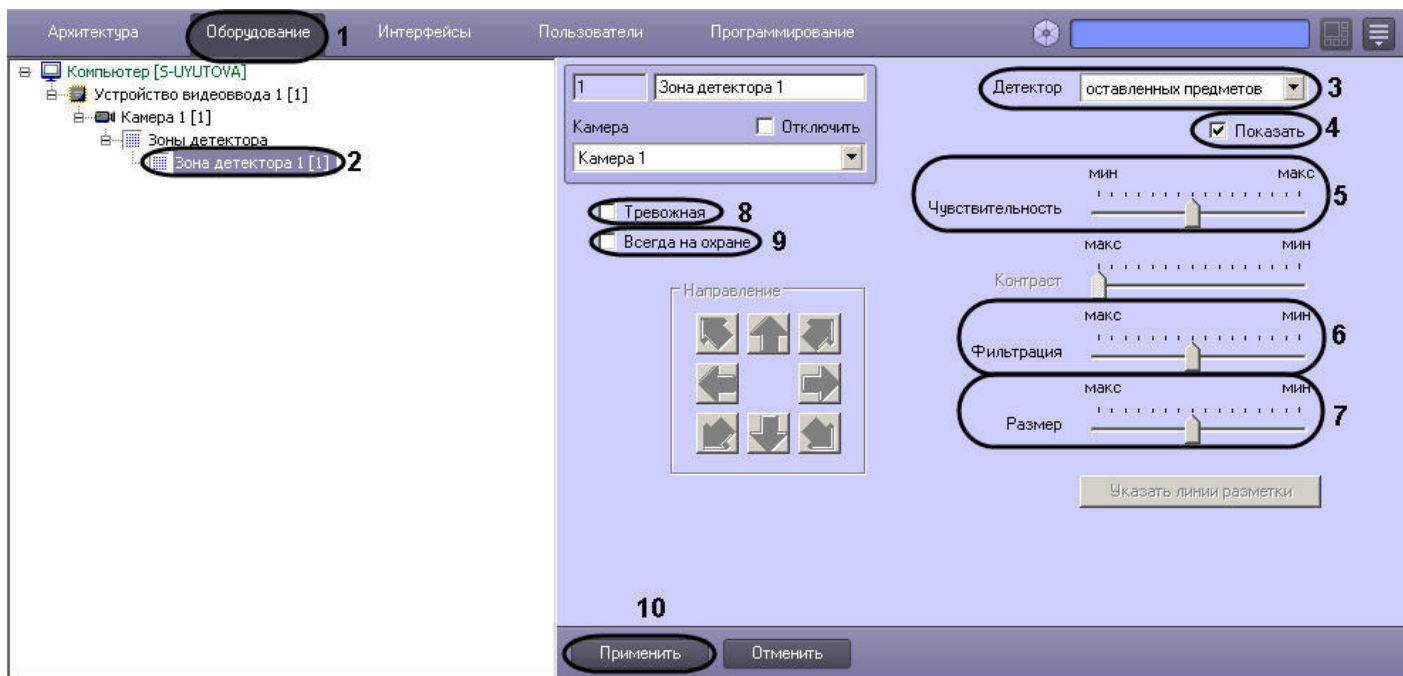 Архитектура Оборудование 1 Интерфейсы Пользователи Программирование
Компьютер [S-UYUTOVA]
Устройство видеоввода 1 [1]
Камера 1 [1]
Зоны детектора
Зона детектора 1 [1] 2
1 Зона детектора 1
Камера Отключить
Камера 1
Тревожная 8
Всегда на охране 9
Направление
Детектор оставленных предметов 3
Показать 4
мин макс
Чувствительность 5
макс мин
Контраст
макс мин
Фильтрация 6
макс мин
Размер 7
Указать линии разметки
10
Применить Отменить